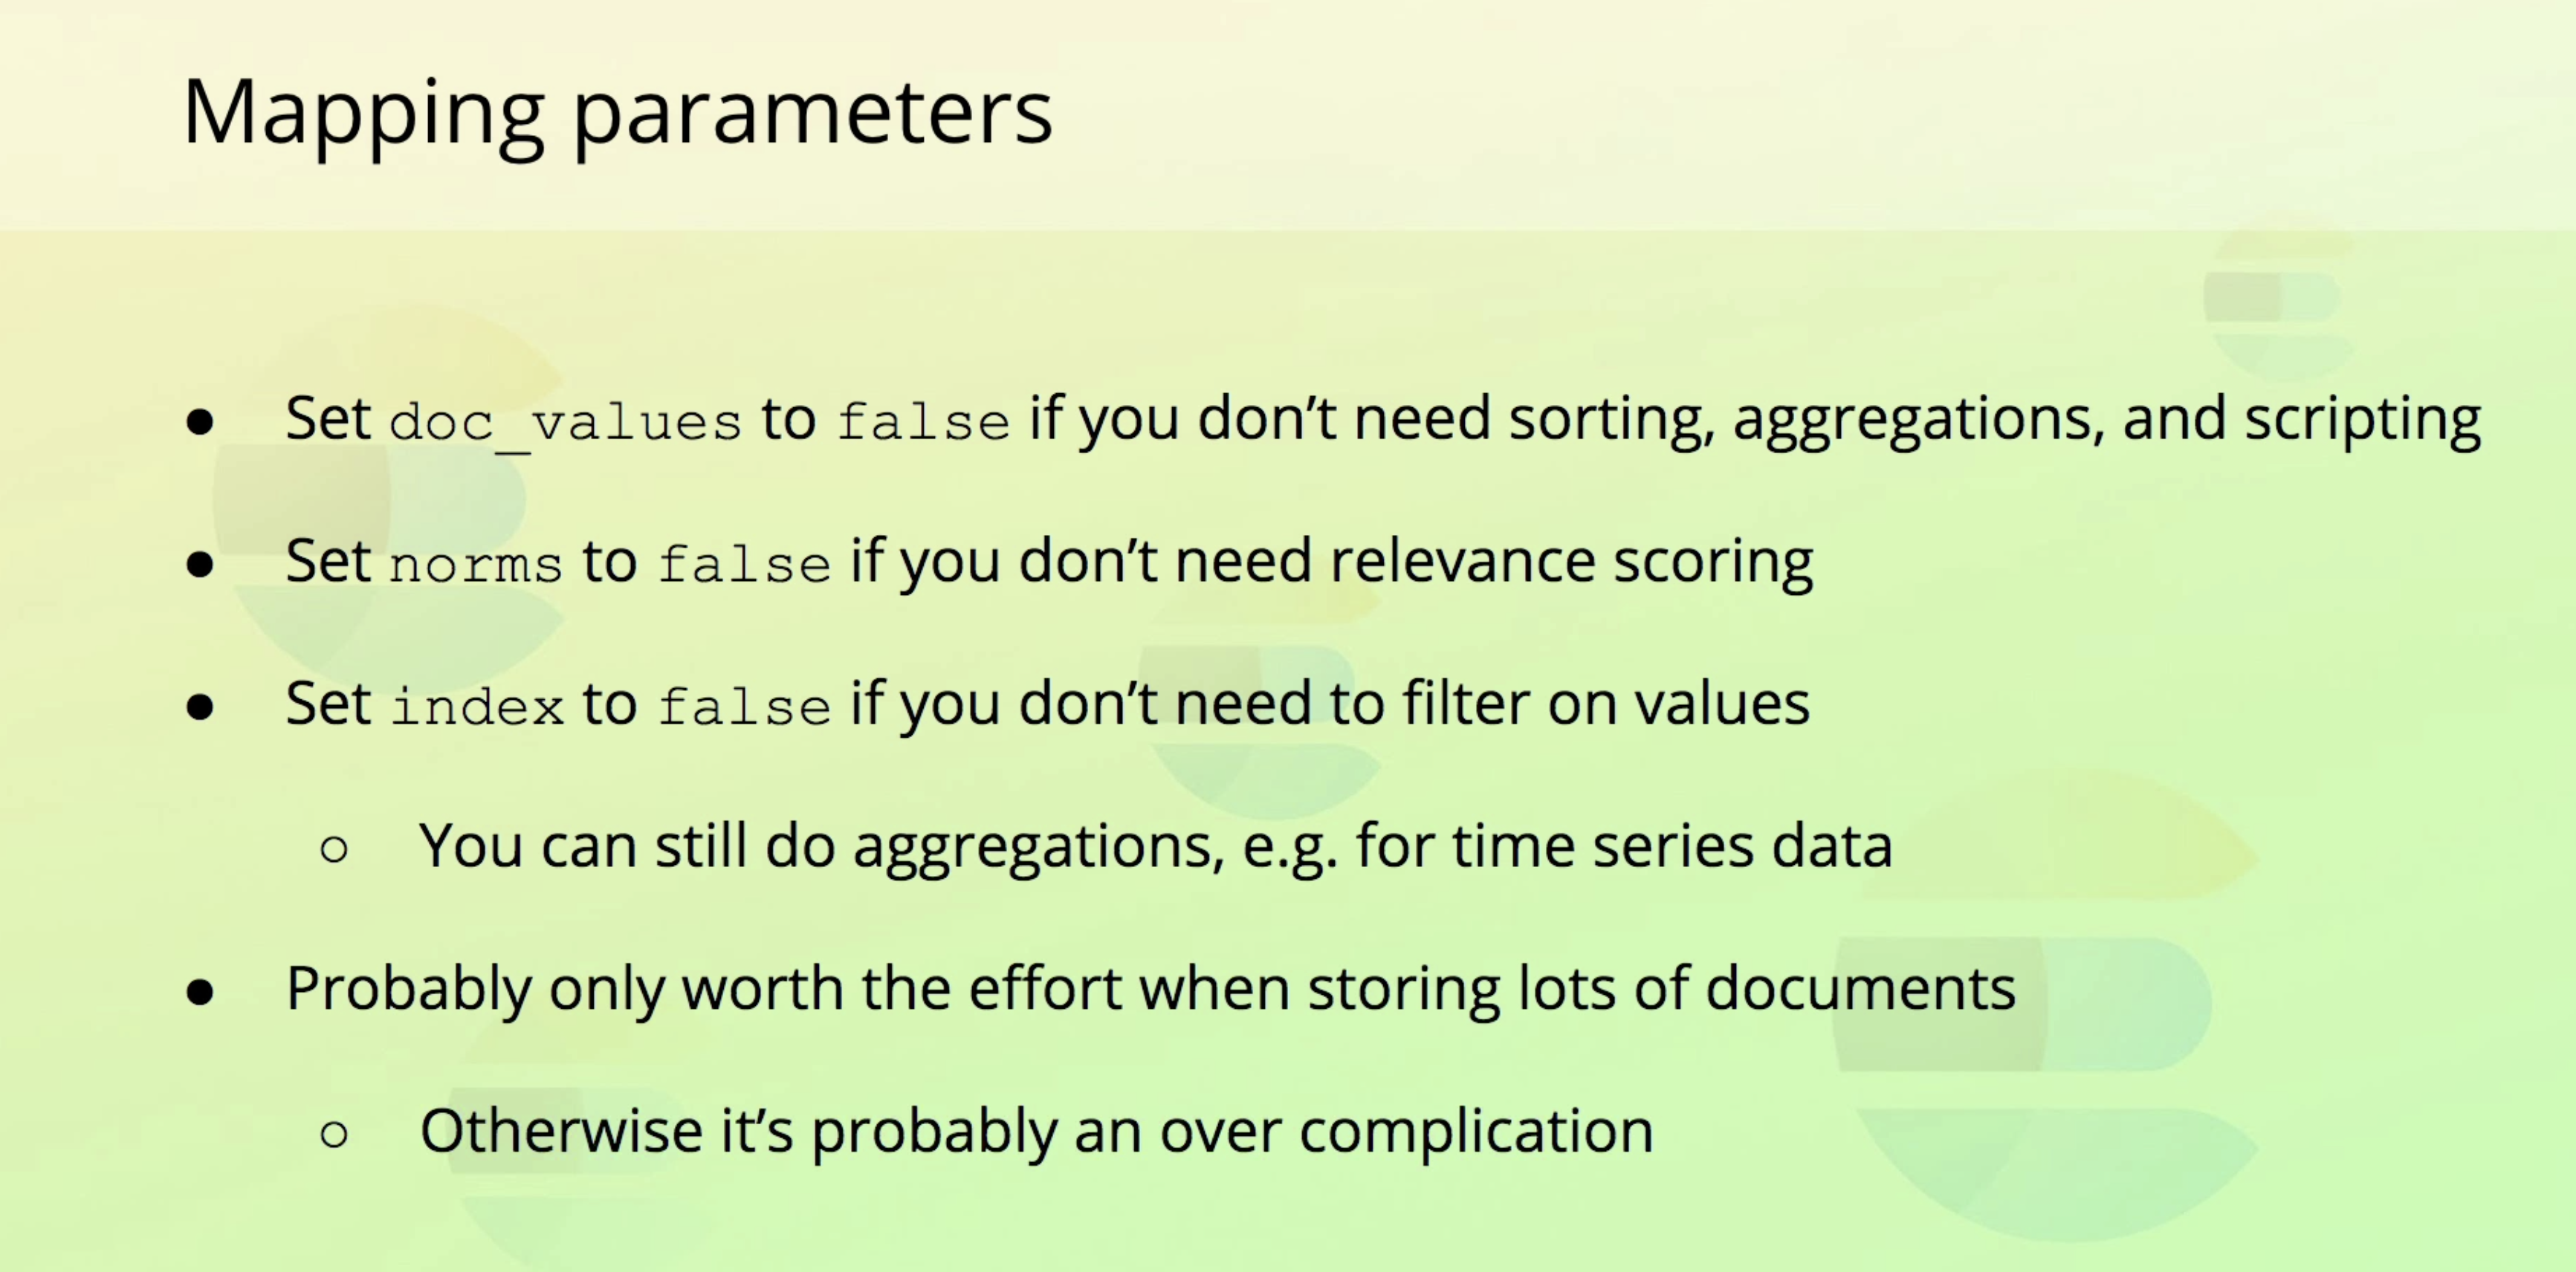 Mapping parameters
● Set doc_values to false if you don’t need sorting, aggregations, and scripting
● Set norms to false if you don’t need relevance scoring
● Set index to false if you don’t need to filter on values
○ You can still do aggregations, e.g. for time series data
● Probably only worth the effort when storing lots of documents
○ Otherwise it’s probably an over complication